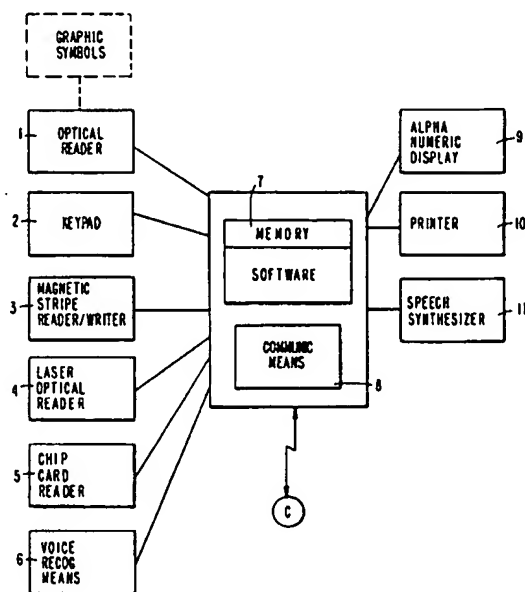 GRAPHIC
SYMBOLS
1
OPTICAL
READER
2
KEYPAD
3
MAGNETIC
STRIPE
READER/WRITER
4
LASER
OPTICAL
READER
5
CHIP
CARD
READER
6
VOICE
RECOG
MEANS
7
MEMORY
SOFTWARE
COMMUNIC
MEANS
8
C
ALPHA
NUMERIC
DISPLAY
9
PRINTER
10
SPEECH
SYNTHESIZER
11